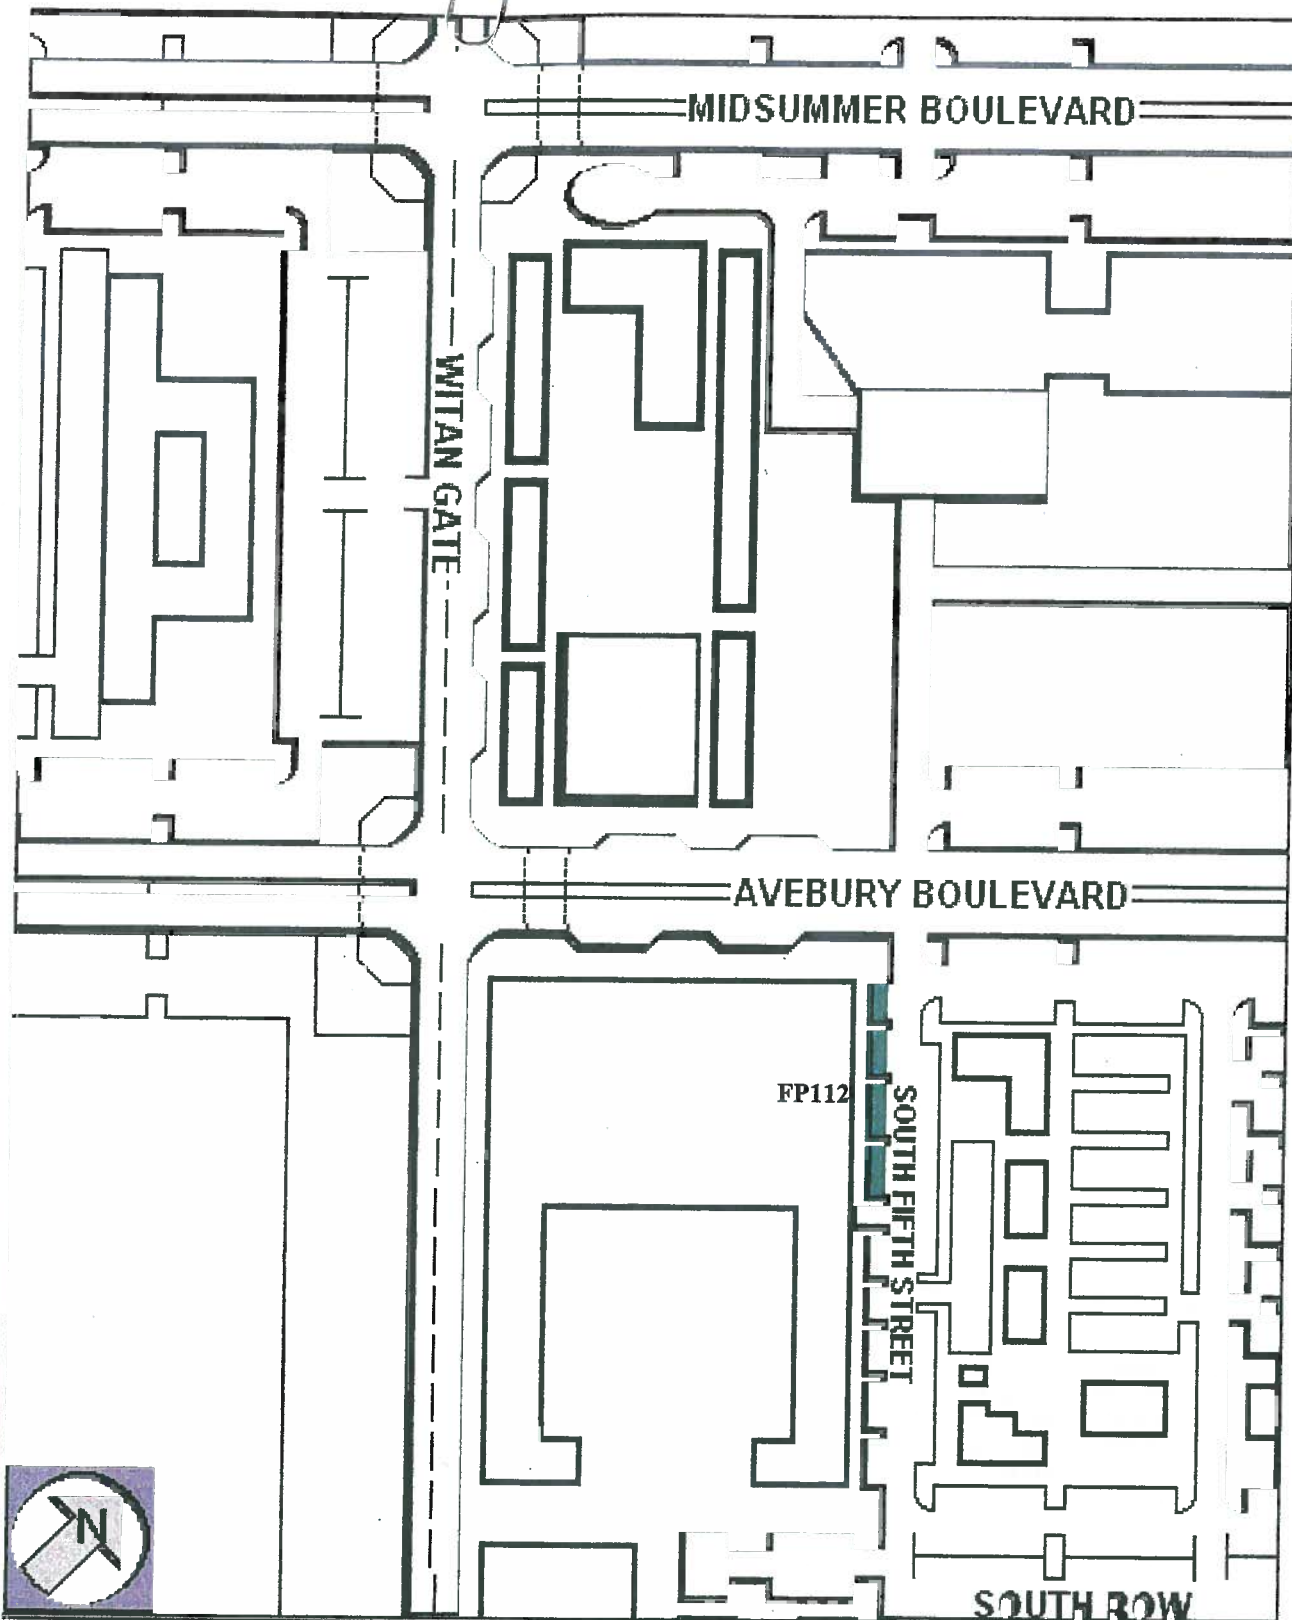 MIDSUMMER BOULEVARD
WITAN GATE
AVEBURY BOULEVARD
FP112
SOUTH FIFTH STREET
N
SOUTH ROW